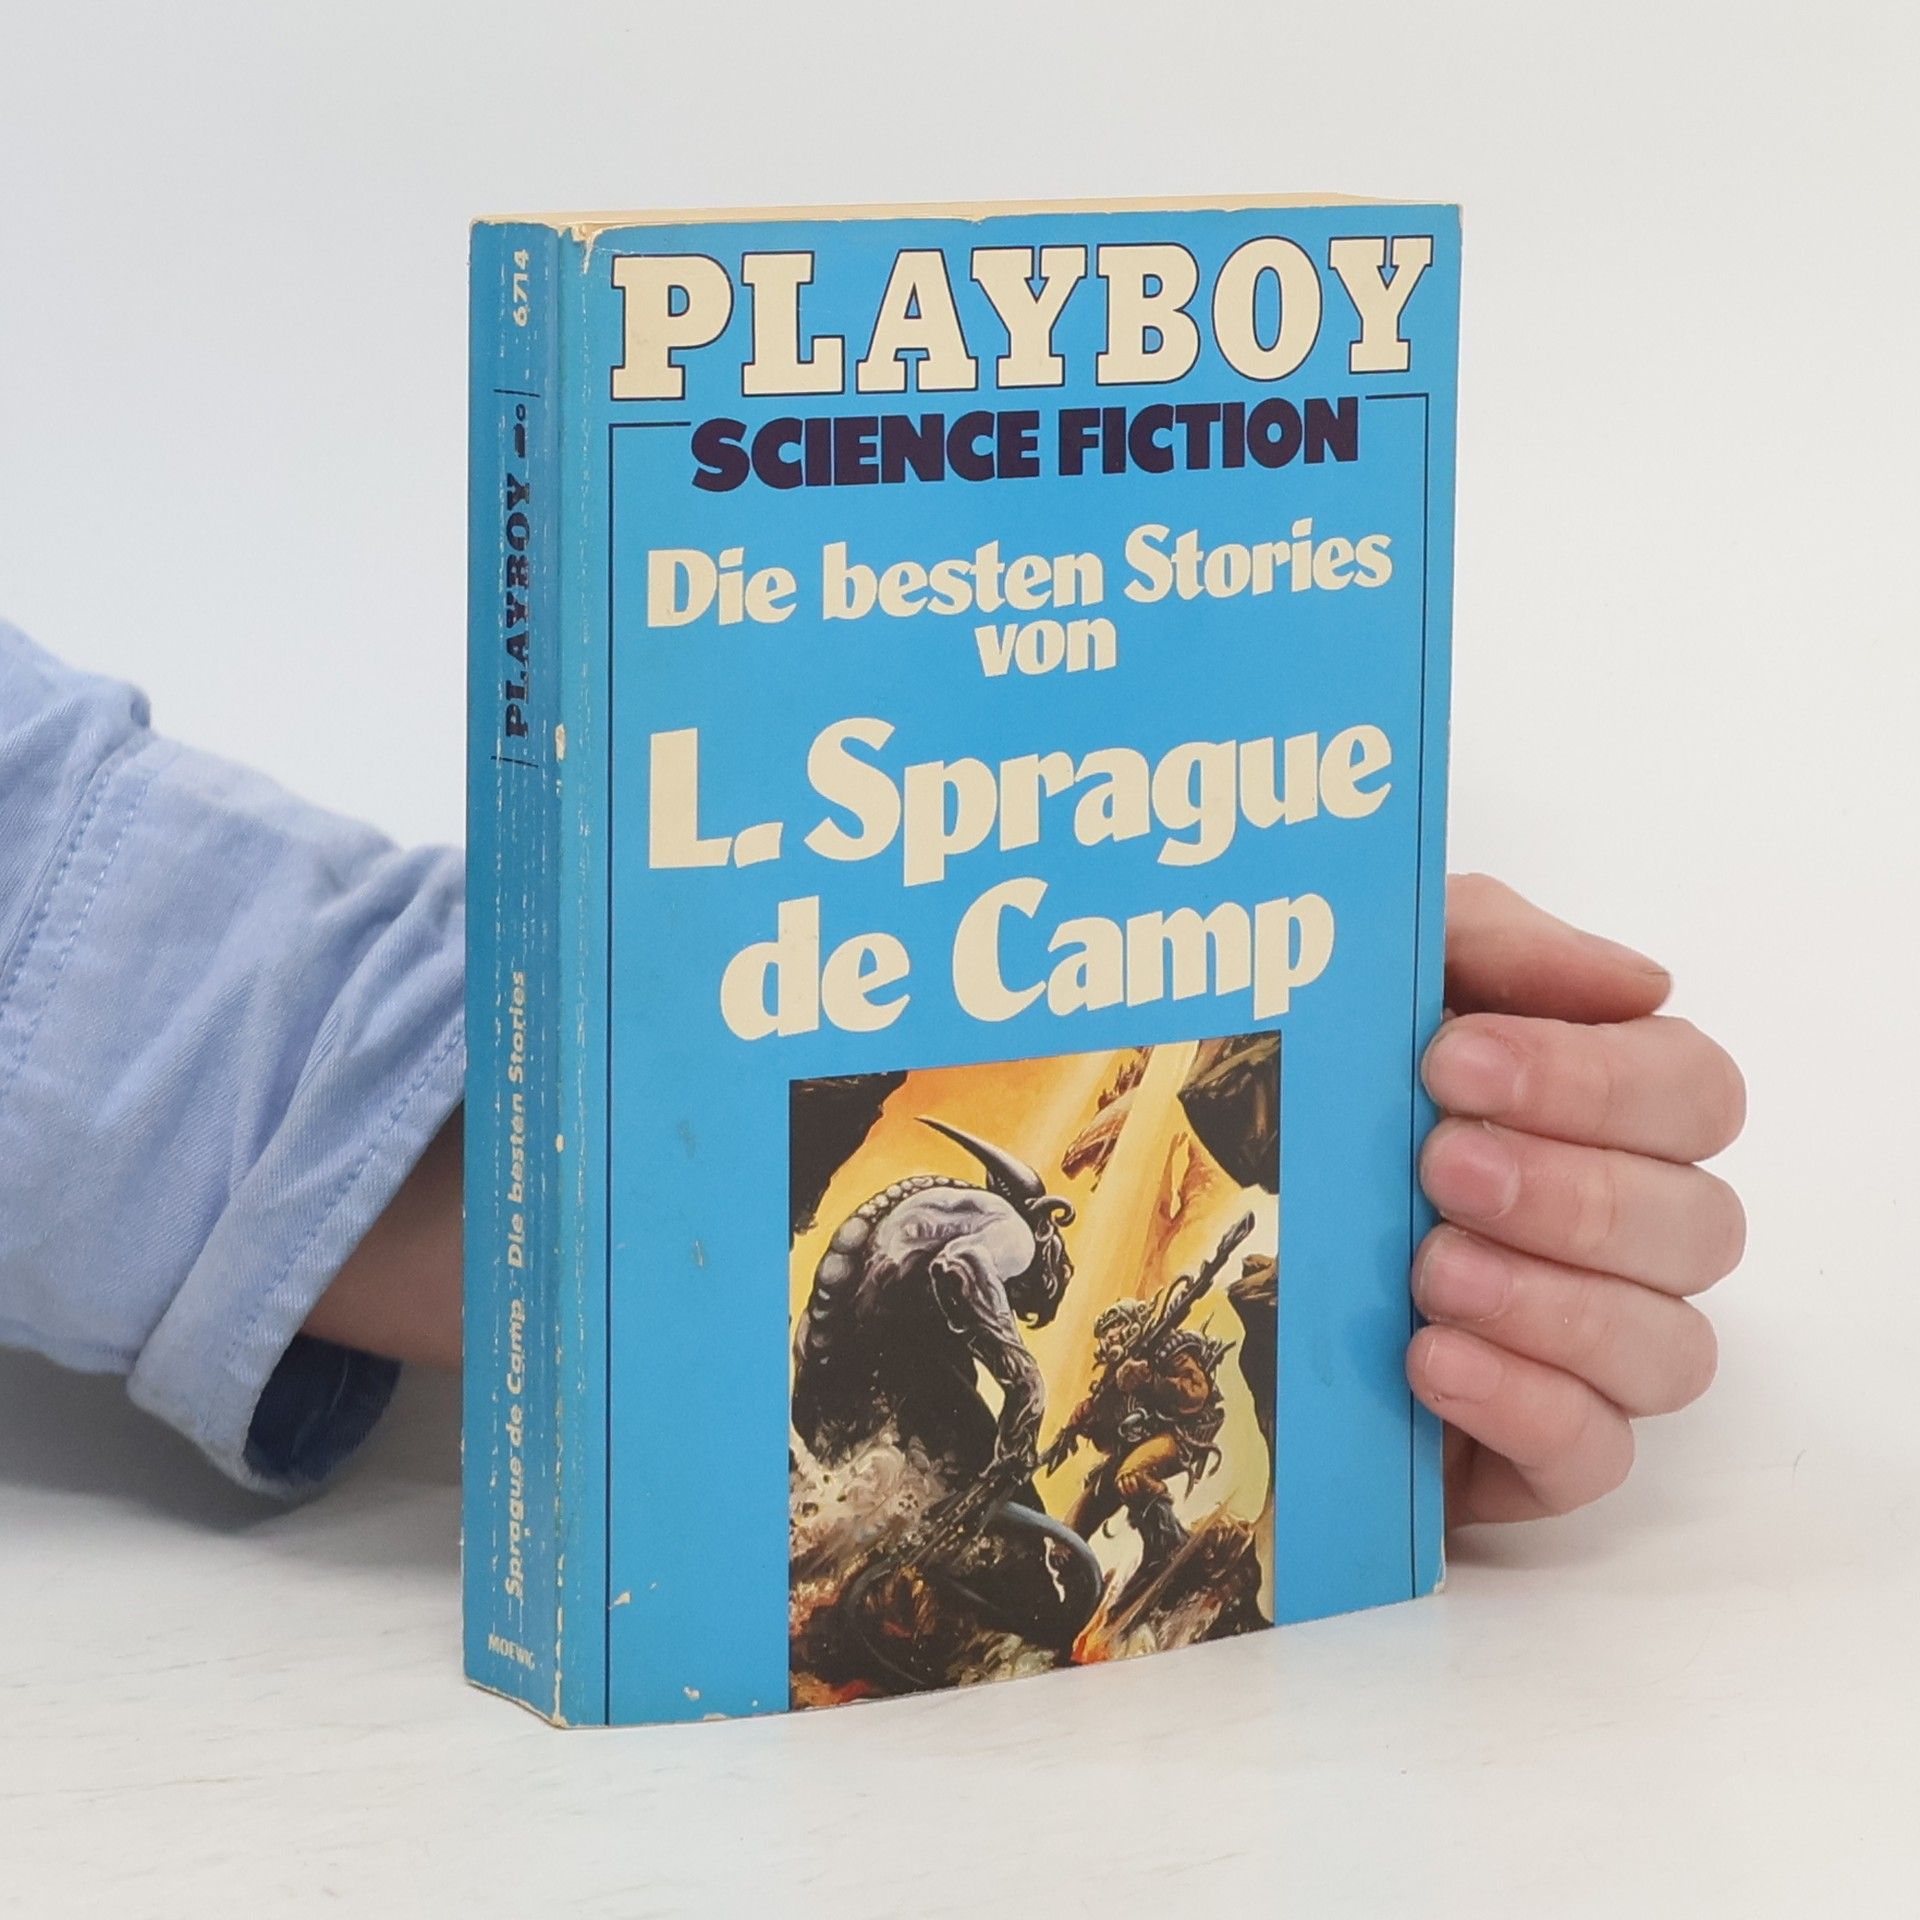 PLAYBOY
SCIENCE FICTION
Die besten Stories
von
L. Sprague
de Camp
6714
PLAYBOY
Sprague de Camp Die besten Stories
MOEWIG